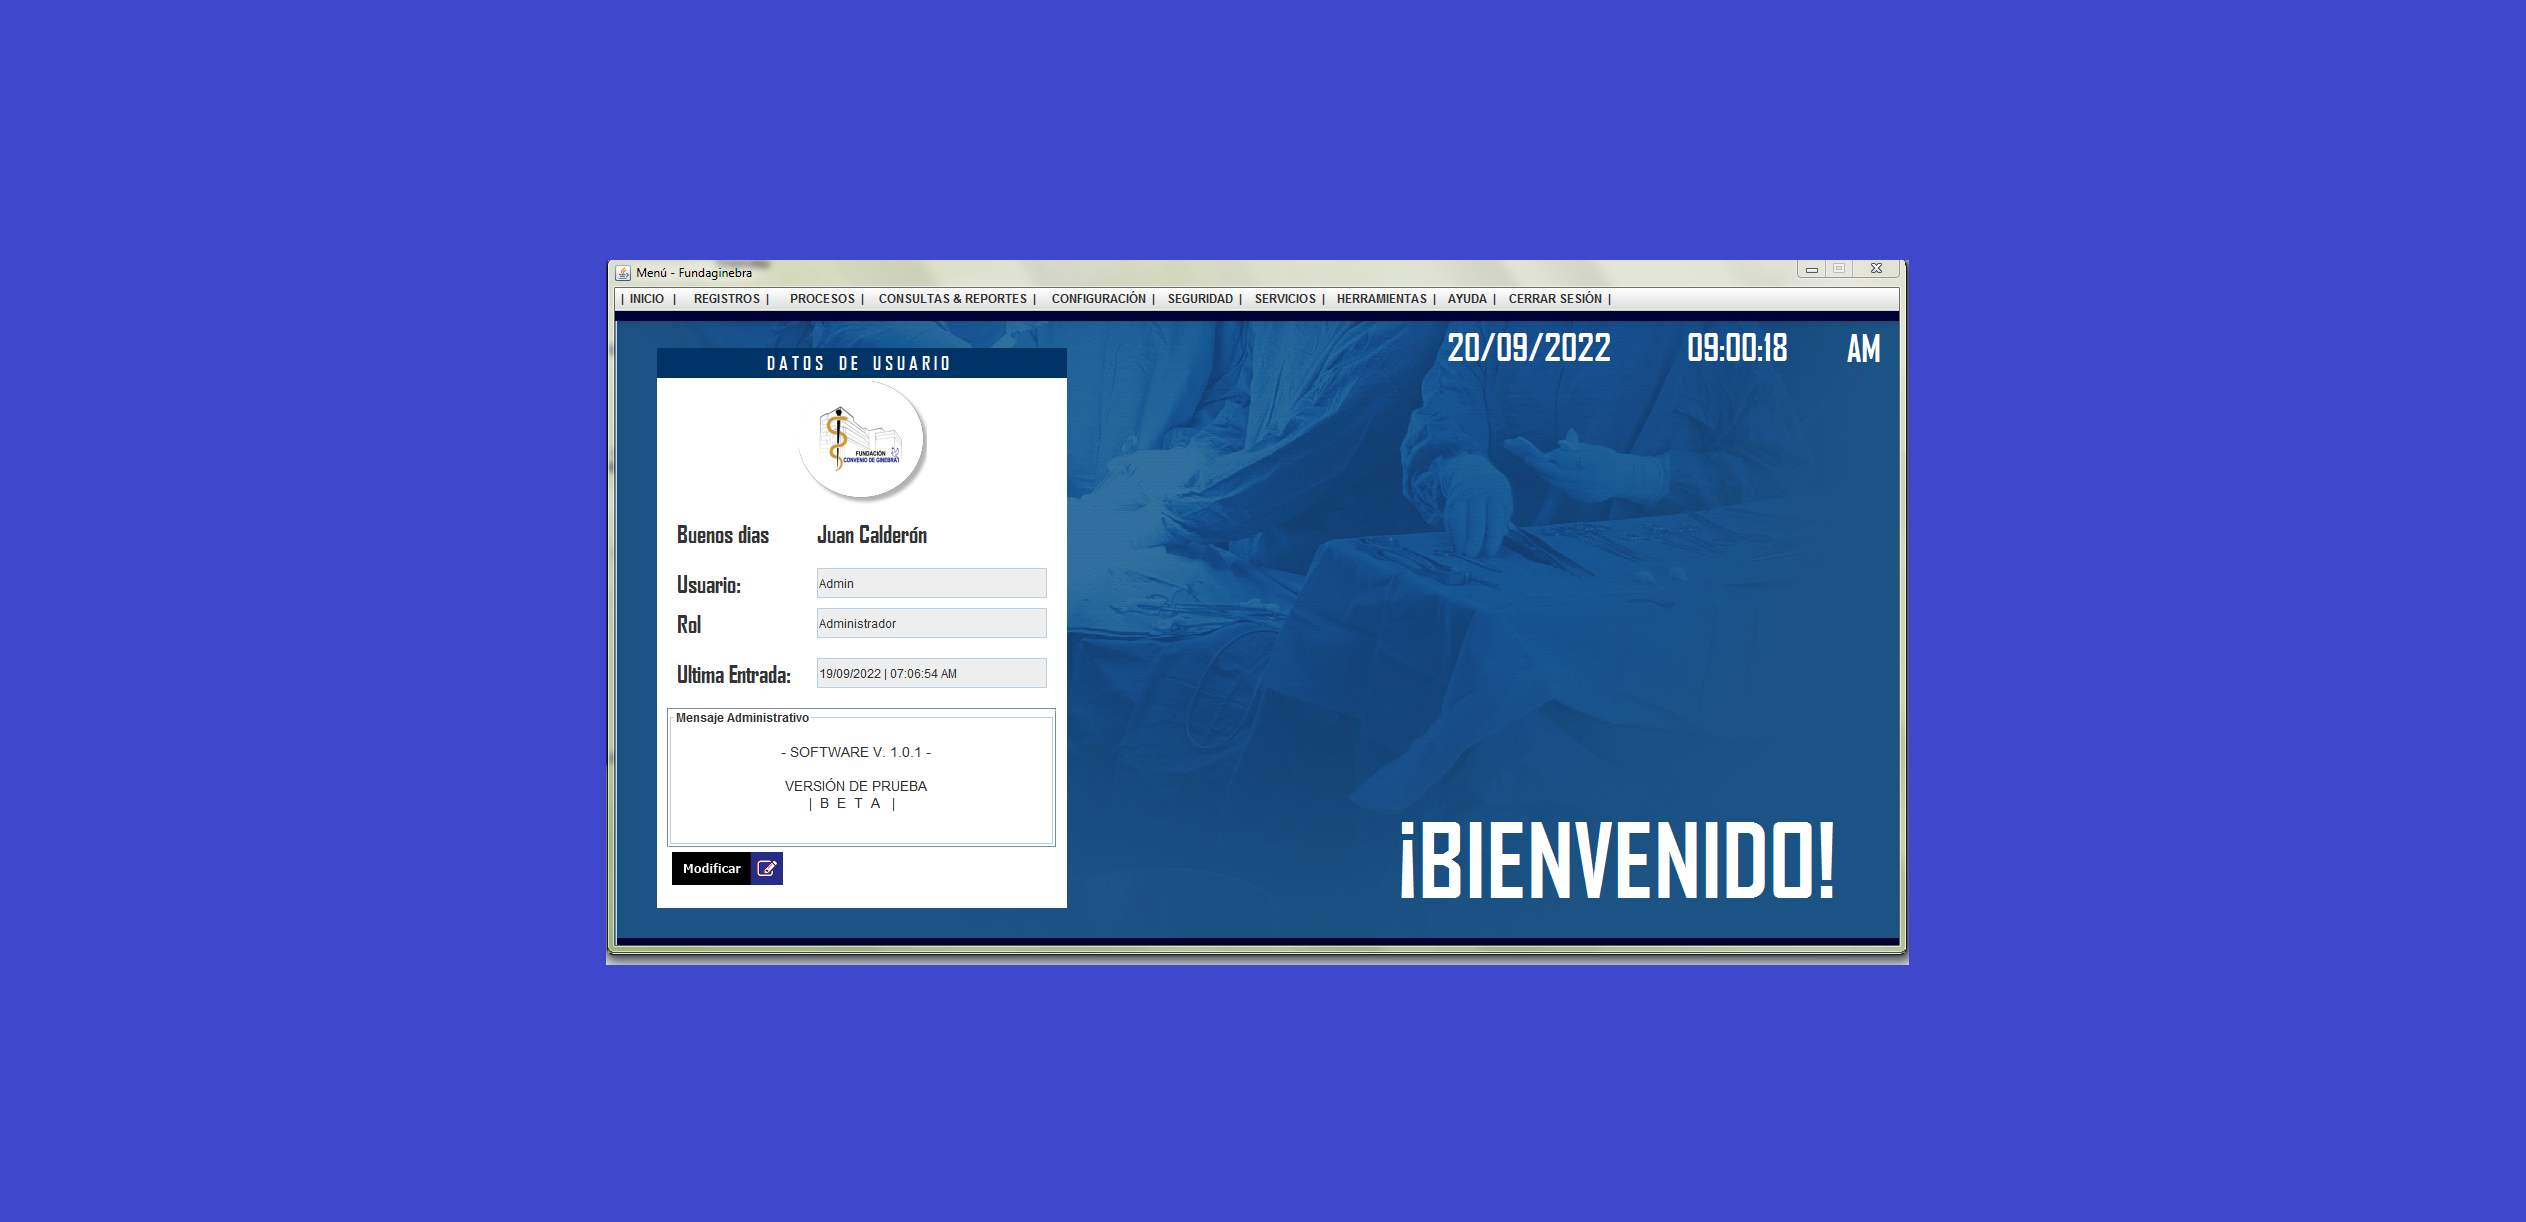 Menú - Fundaginebra
| INICIO | REGISTROS | PROCESOS | CONSULTAS & REPORTES | CONFIGURACIÓN | SEGURIDAD | SERVICIOS | HERRAMIENTAS | AYUDA | CERRAR SESIÓN |
20/09/2022 09:00:18 AM
DATOS DE USUARIO
FUNDACIÓN
CONVENIO DE GINEBRA
Buenos dias Juan Calderón
Usuario: Admin
Rol Administrador
Ultima Entrada: 19/09/2022 | 07:06:54 AM
Mensaje Administrativo
- SOFTWARE V. 1.0.1 -
VERSIÓN DE PRUEBA
| B E T A |
Modificar
¡BIENVENIDO!